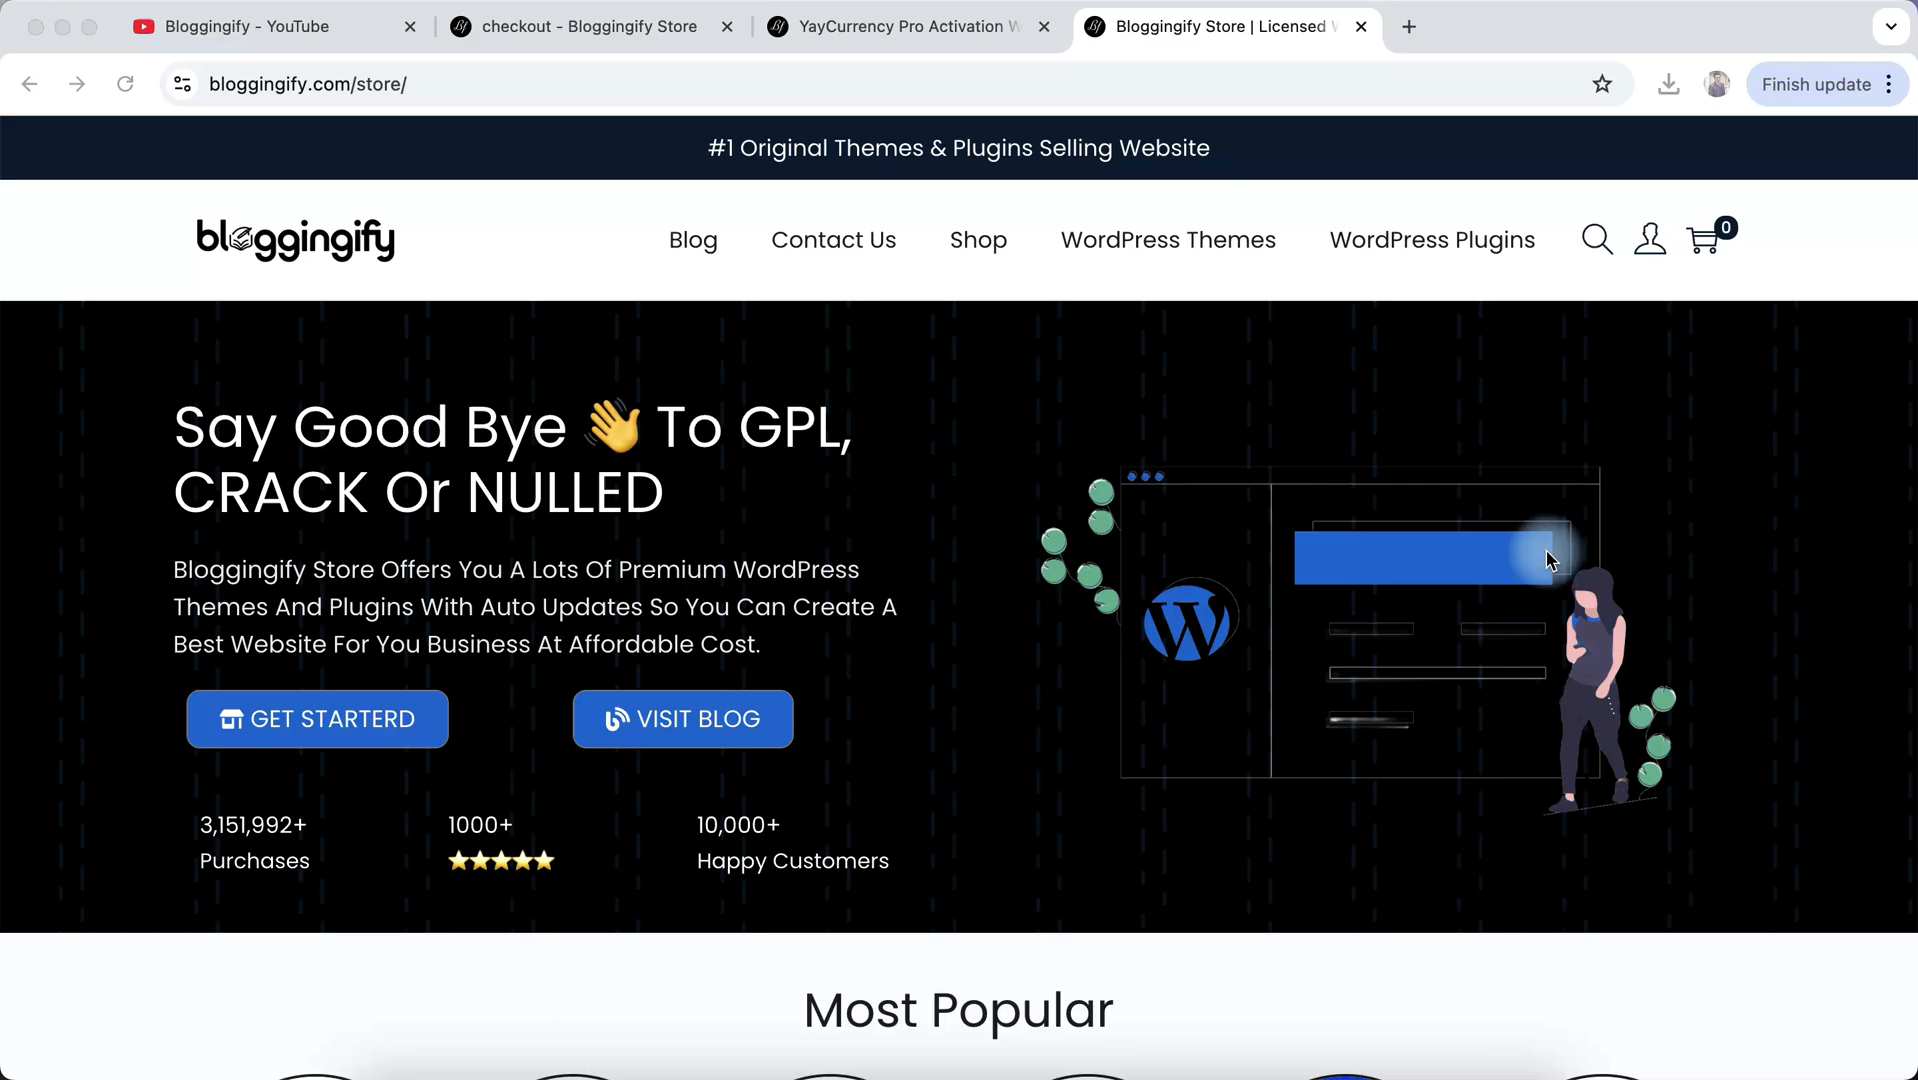 Bloggingify - YouTube
checkout - Bloggingify Store
YayCurrency Pro Activation W
Bloggingify Store | Licensed W
bloggingify.com/store/
Finish update
#1 Original Themes & Plugins Selling Website
bloggingify
Blog
Contact Us
Shop
WordPress Themes
WordPress Plugins
0
Say Good Bye 👋 To GPL,
CRACK Or NULLED
Bloggingify Store Offers You A Lots Of Premium WordPress
Themes And Plugins With Auto Updates So You Can Create A
Best Website For You Business At Affordable Cost.
GET STARTERD
VISIT BLOG
3,151,992+
Purchases
1000+
⭐⭐⭐⭐⭐
10,000+
Happy Customers
Most Popular